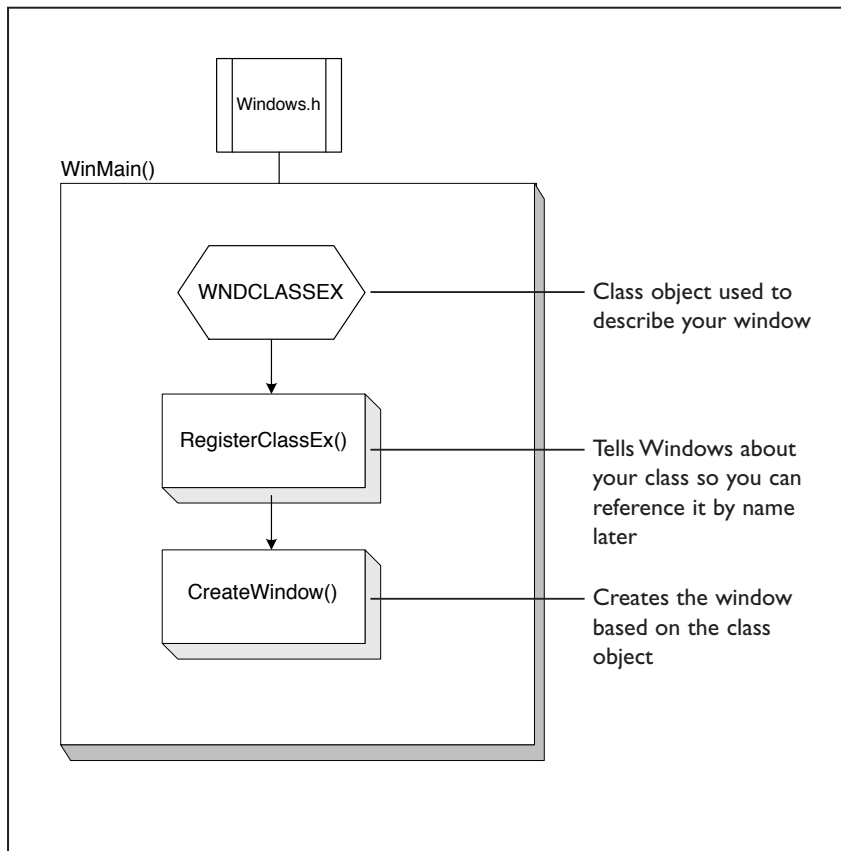 Windows.h
WinMain()
WNDCLASSEX
Class object used to
describe your window
RegisterClassEx()
Tells Windows about
your class so you can
reference it by name
later
CreateWindow()
Creates the window
based on the class
object